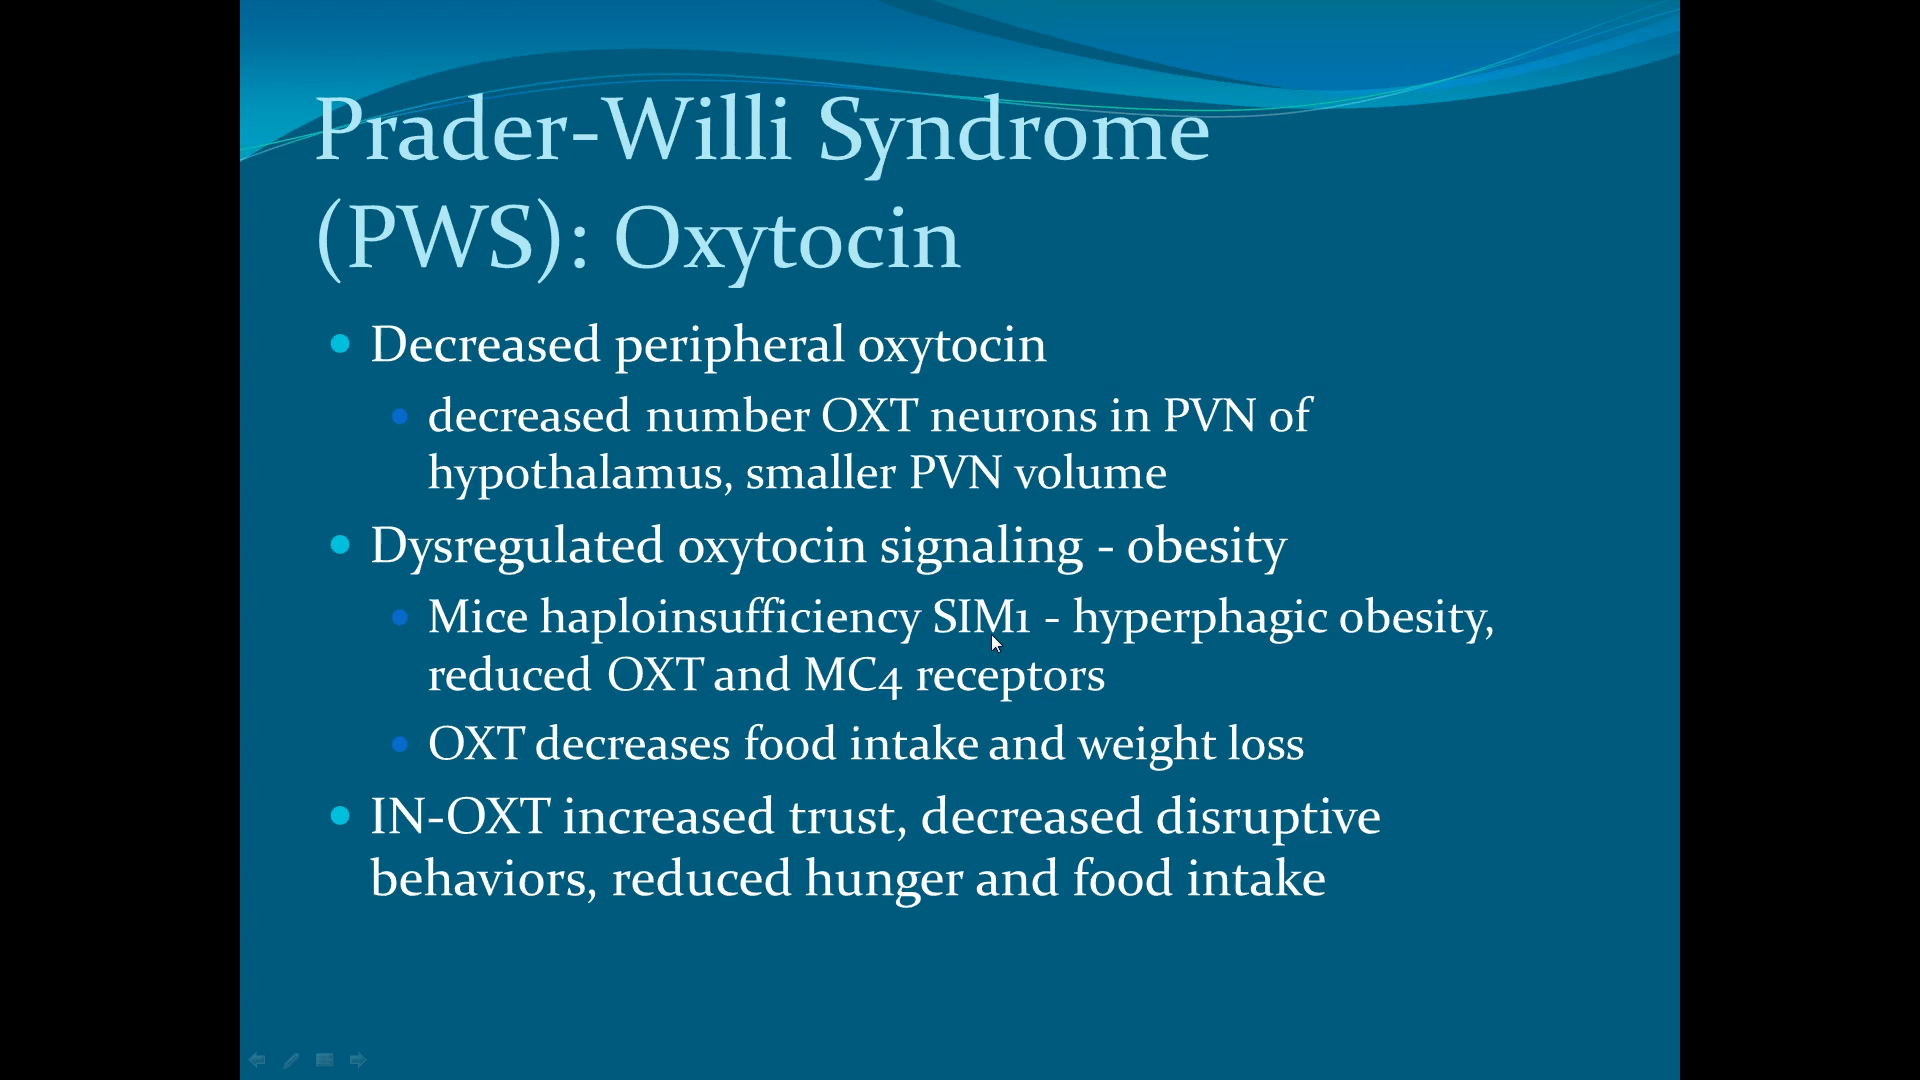 Prader-Willi Syndrome
(PWS): Oxytocin
Decreased peripheral oxytocin
decreased number OXT neurons in PVN of
hypothalamus, smaller PVN volume
Dysregulated oxytocin signaling - obesity
Mice haploinsufficiency SIM1 - hyperphagic obesity,
reduced OXT and MC4 receptors
OXT decreases food intake and weight loss
IN-OXT increased trust, decreased disruptive
behaviors, reduced hunger and food intake